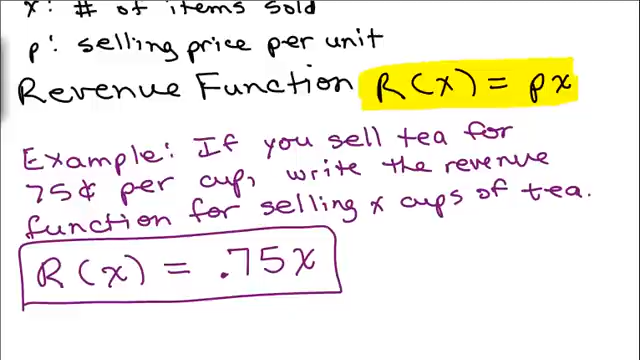 x: # of items sold
p: selling price per unit
Revenue Function R(x) = px
Example: If you sell tea for
75¢ per cup, write the revenue
function for selling x cups of tea.
R(x) = .75x